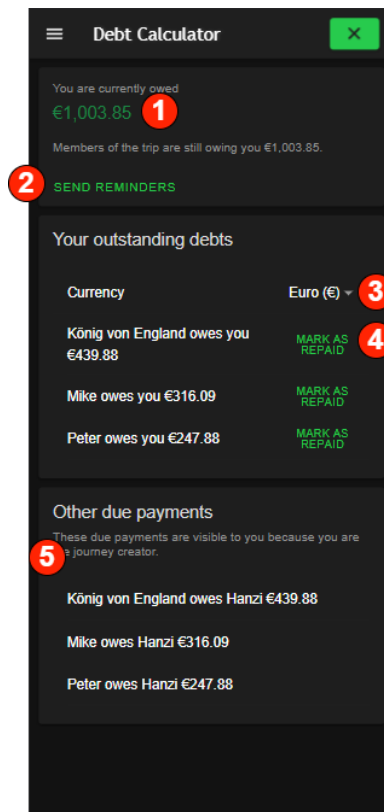 Debt Calculator
You are currently owed
€1,003.85 1
Members of the trip are still owing you €1,003.85.
2 SEND REMINDERS
Your outstanding debts
Currency Euro (€) 3
König von England owes you
€439.88
MARK AS
REPAID
4
Mike owes you €316.09
MARK AS
REPAID
Peter owes you €247.88
MARK AS
REPAID
Other due payments
These due payments are visible to you because you are
5 journey creator.
König von England owes Hanzi €439.88
Mike owes Hanzi €316.09
Peter owes Hanzi €247.88